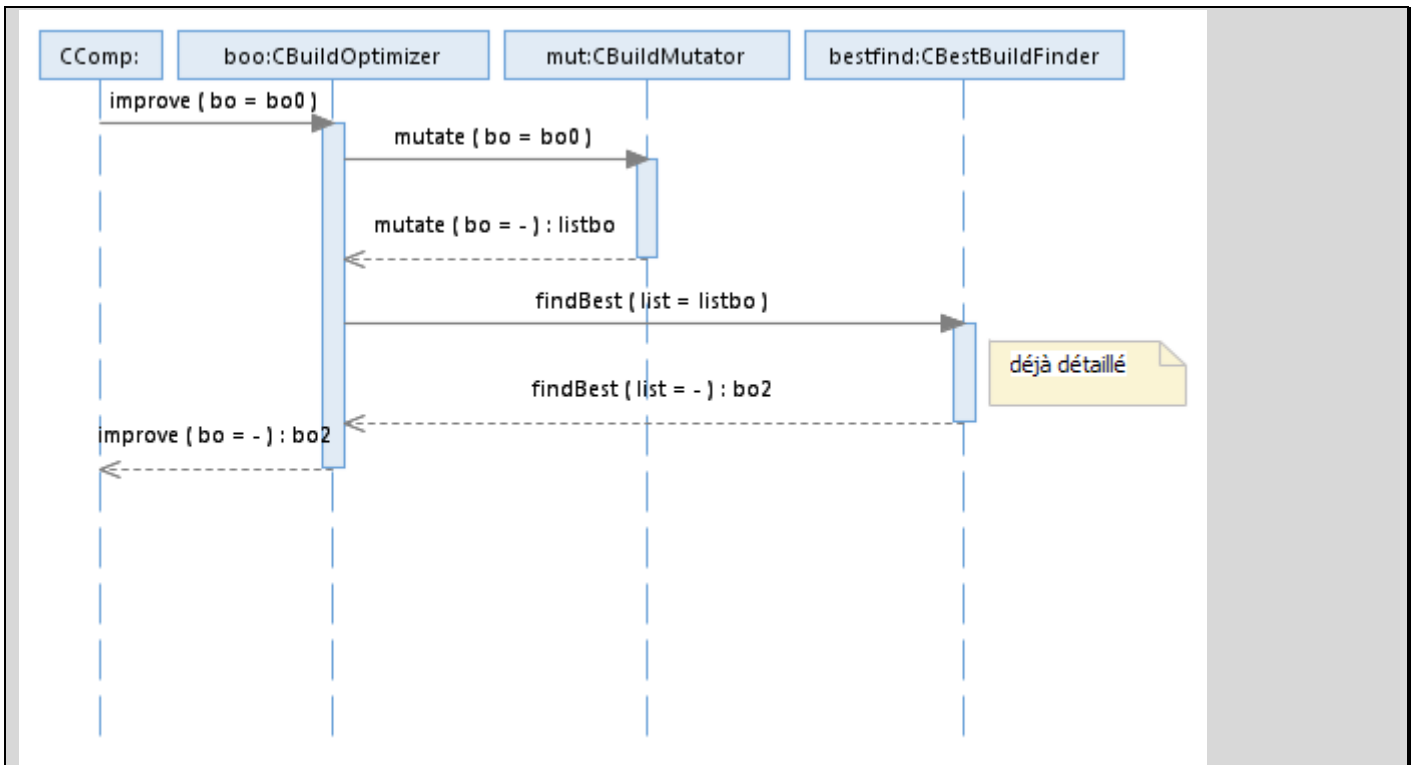 CComp:
boo:CBuildOptimizer
mut:CBuildMutator
bestfind:CBestBuildFinder
improve ( bo = bo0 )
mutate ( bo = bo0 )
mutate ( bo = - ) : listbo
findBest ( list = listbo )
déjà détaillé
findBest ( list = - ) : bo2
improve ( bo = - ) : bo2